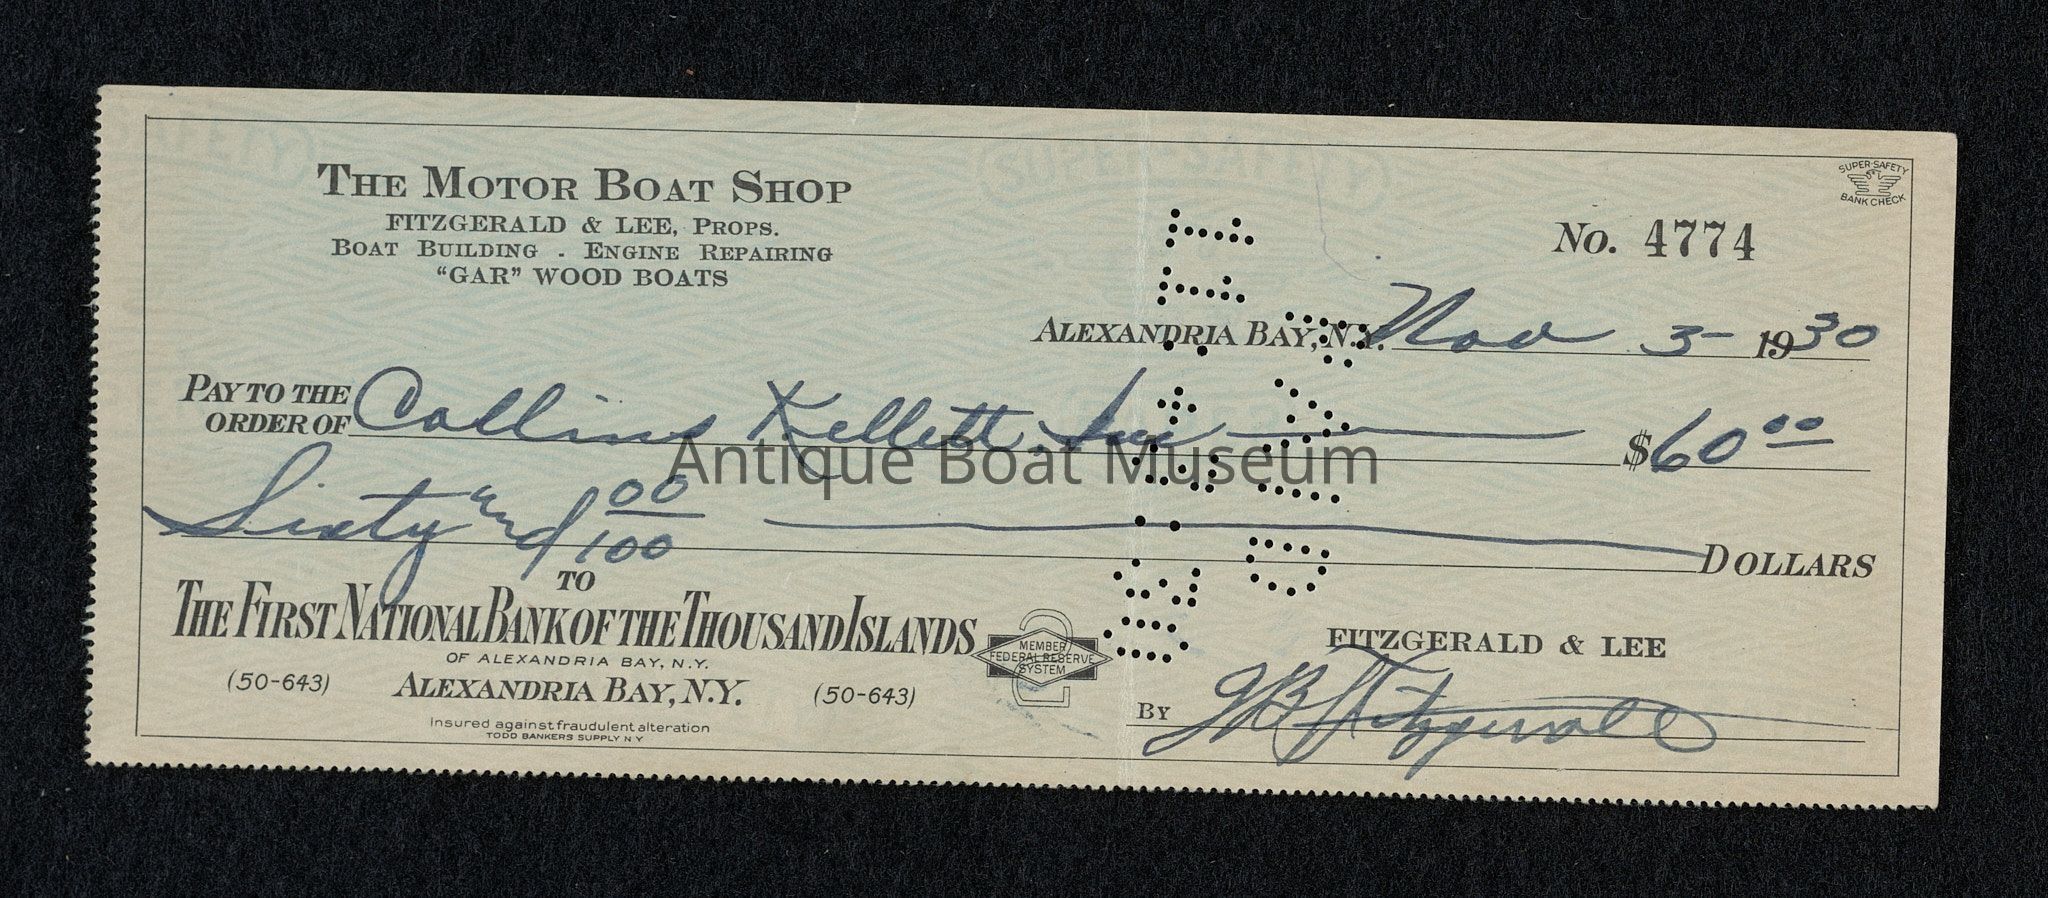 THE MOTOR BOAT SHOP
FITZGERALD & LEE, PROPS.
BOAT BUILDING . ENGINE REPAIRING
"GAR" WOOD BOATS
SUPER-SAFETY
BANK CHECK
No. 4774
ALEXANDRIA BAY, N.Y. Nov 3- 1930
PAY TO THE
ORDER OF Collins Kellett, Inc $60 00
Antique Boat Museum
Sixty and 00/100 DOLLARS
TO
THE FIRST NATIONAL BANK OF THE THOUSAND ISLANDS
OF ALEXANDRIA BAY, N.Y.
(50-643) ALEXANDRIA BAY, N.Y. (50-643)
MEMBER
FEDERAL RESERVE
SYSTEM
2
Insured against fraudulent alteration
TODD BANKERS SUPPLY N Y
FITZGERALD & LEE
BY J B Fitzgerald